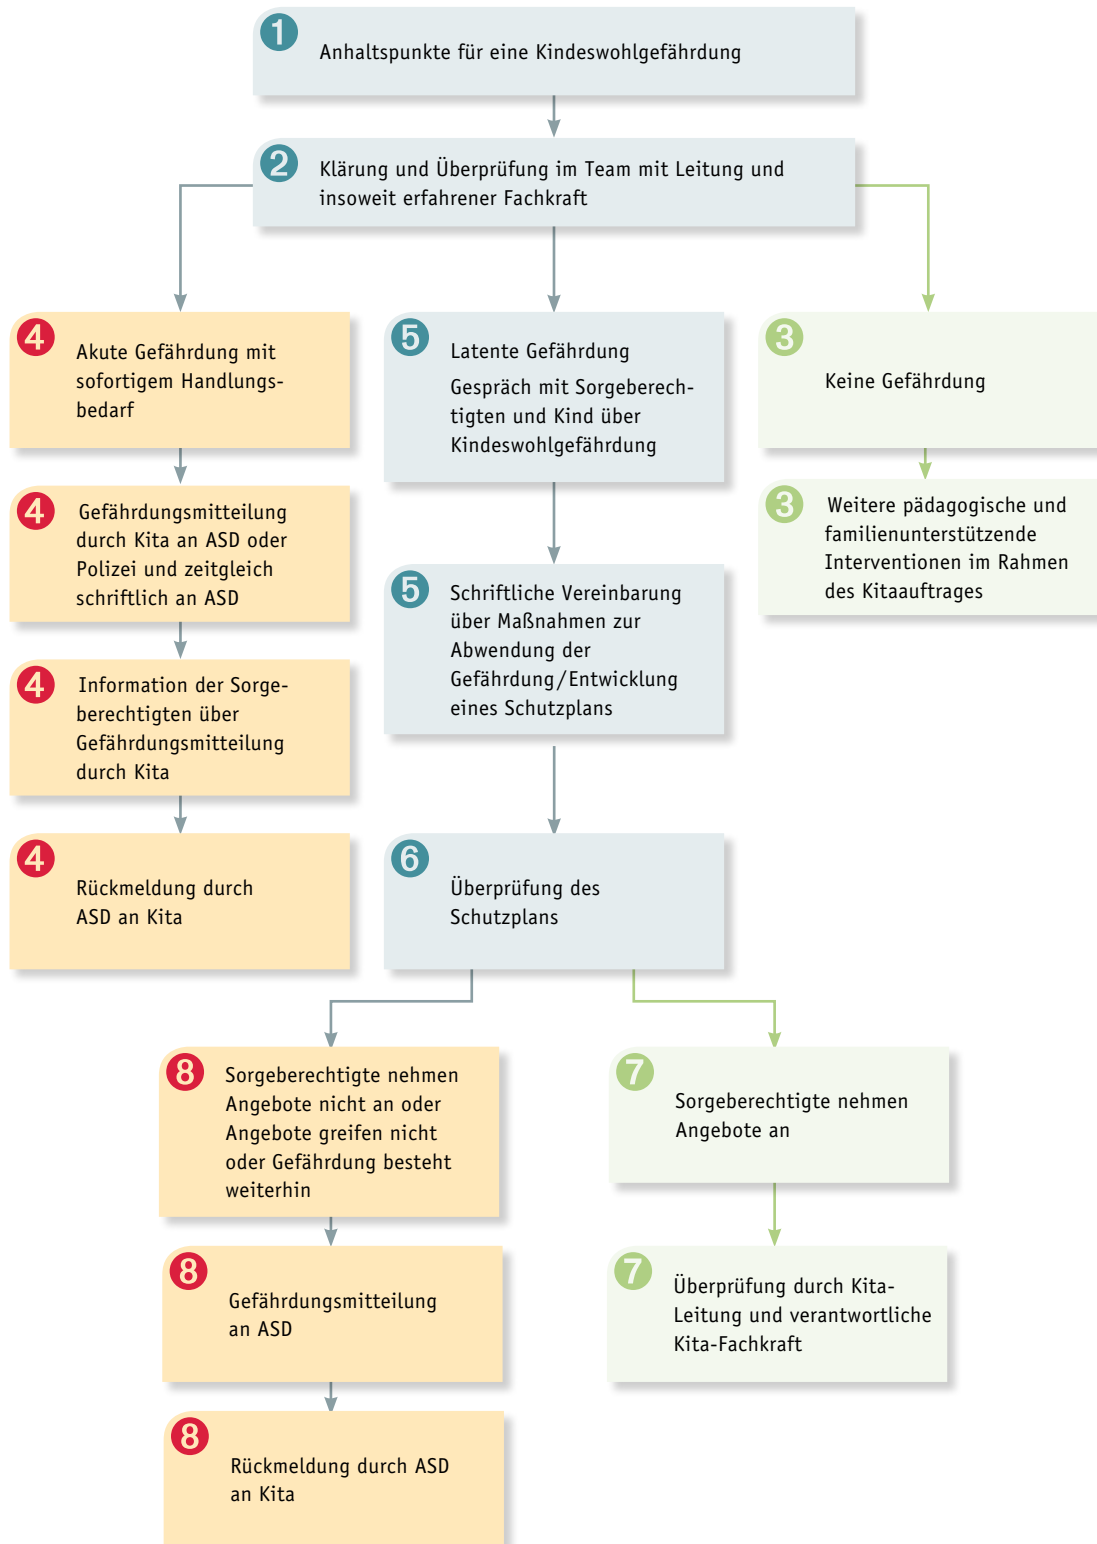 1
Anhaltspunkte für eine Kindeswohlgefährdung
2
Klärung und Überprüfung im Team mit Leitung und
insoweit erfahrener Fachkraft
4
Akute Gefährdung mit
sofortigem Handlungs-
bedarf
4
Gefährdungsmitteilung
durch Kita an ASD oder
Polizei und zeitgleich
schriftlich an ASD
4
Information der Sorge-
berechtigten über
Gefährdungsmitteilung
durch Kita
4
Rückmeldung durch
ASD an Kita
5
Latente Gefährdung
Gespräch mit Sorgeberech-
tigten und Kind über
Kindeswohlgefährdung
5
Schriftliche Vereinbarung
über Maßnahmen zur
Abwendung der
Gefährdung/Entwicklung
eines Schutzplans
6
Überprüfung des
Schutzplans
3
Keine Gefährdung
3
Weitere pädagogische und
familienunterstützende
Interventionen im Rahmen
des Kitaauftrages
8
Sorgeberechtigte nehmen
Angebote nicht an oder
Angebote greifen nicht
oder Gefährdung besteht
weiterhin
8
Gefährdungsmitteilung
an ASD
8
Rückmeldung durch ASD
an Kita
7
Sorgeberechtigte nehmen
Angebote an
7
Überprüfung durch Kita-
Leitung und verantwortliche
Kita-Fachkraft